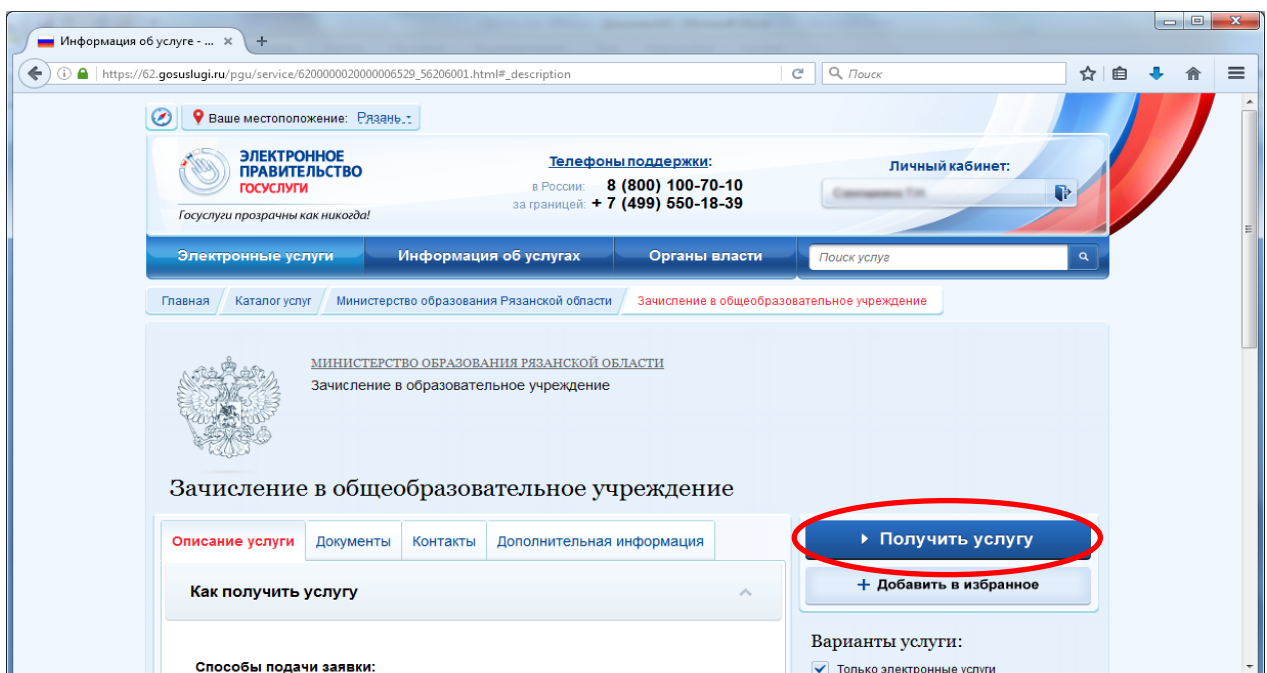 Информация об услуге - ...
https://62.gosuslugi.ru/pgu/service/6200000020000006529_56206001.html#_description
Поиск
Ваше местоположение: Рязань
ЭЛЕКТРОННОЕ
ПРАВИТЕЛЬСТВО
ГОСУСЛУГИ
Госуслуги прозрачны как никогда!
Телефоны поддержки:
в России: 8 (800) 100-70-10
за границей: + 7 (499) 550-18-39
Личный кабинет:
Электронные услуги
Информация об услугах
Органы власти
Поиск услуг
Главная
Каталог услуг
Министерство образования Рязанской области
Зачисление в общеобразовательное учреждение
МИНИСТЕРСТВО ОБРАЗОВАНИЯ РЯЗАНСКОЙ ОБЛАСТИ
Зачисление в образовательное учреждение
Зачисление в общеобразовательное учреждение
Описание услуги
Документы
Контакты
Дополнительная информация
Получить услугу
+ Добавить в избранное
Как получить услугу
Варианты услуги:
Способы подачи заявки:
Только электронные услуги